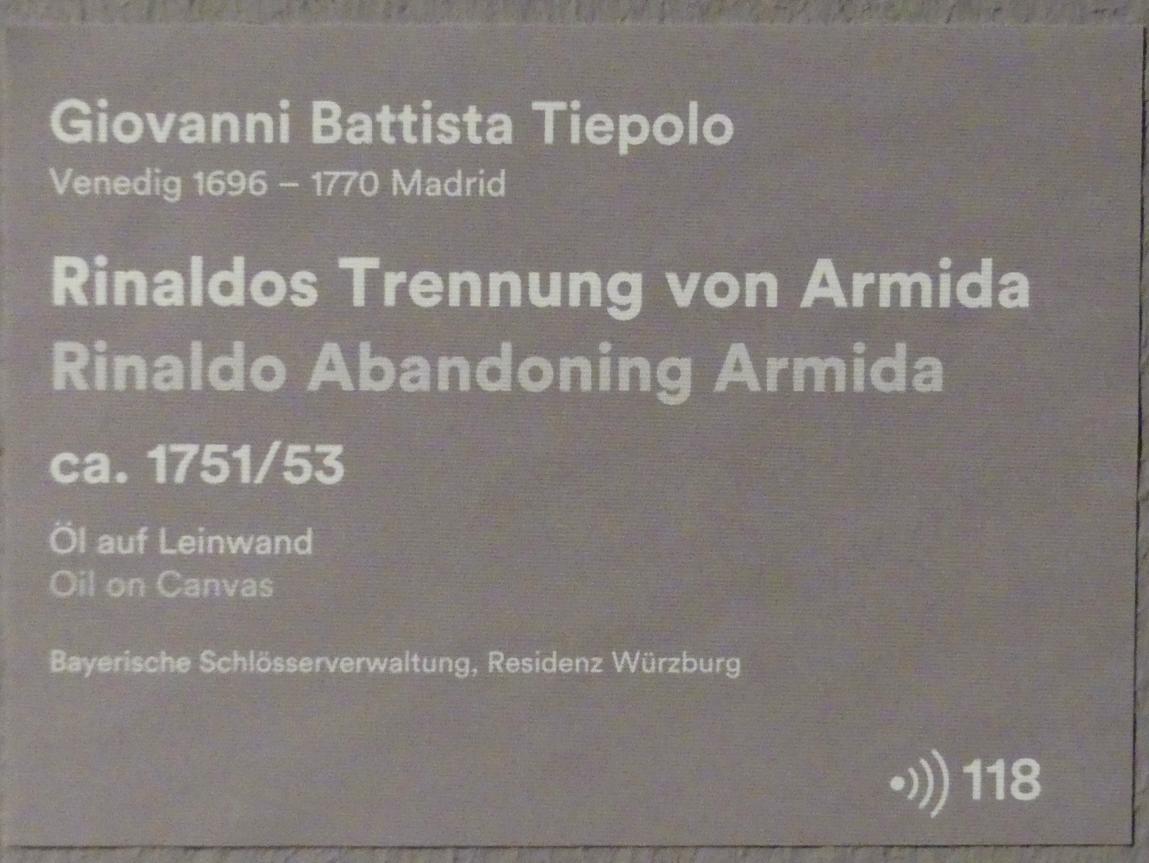 Giovanni Battista Tiepolo
Venedig 1696 – 1770 Madrid
Rinaldos Trennung von Armida
Rinaldo Abandoning Armida
ca. 1751/53
Öl auf Leinwand
Oil on Canvas
Bayerische Schlösserverwaltung, Residenz Würzburg
118